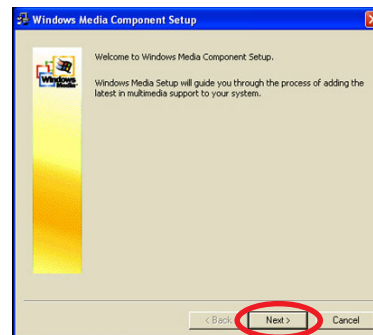 Windows Media Component Setup
Welcome to Windows Media Component Setup.
Windows Media Setup will guide you through the process of adding the
latest in multimedia support to your system.
Windows
Media
< Back
Next >
Cancel